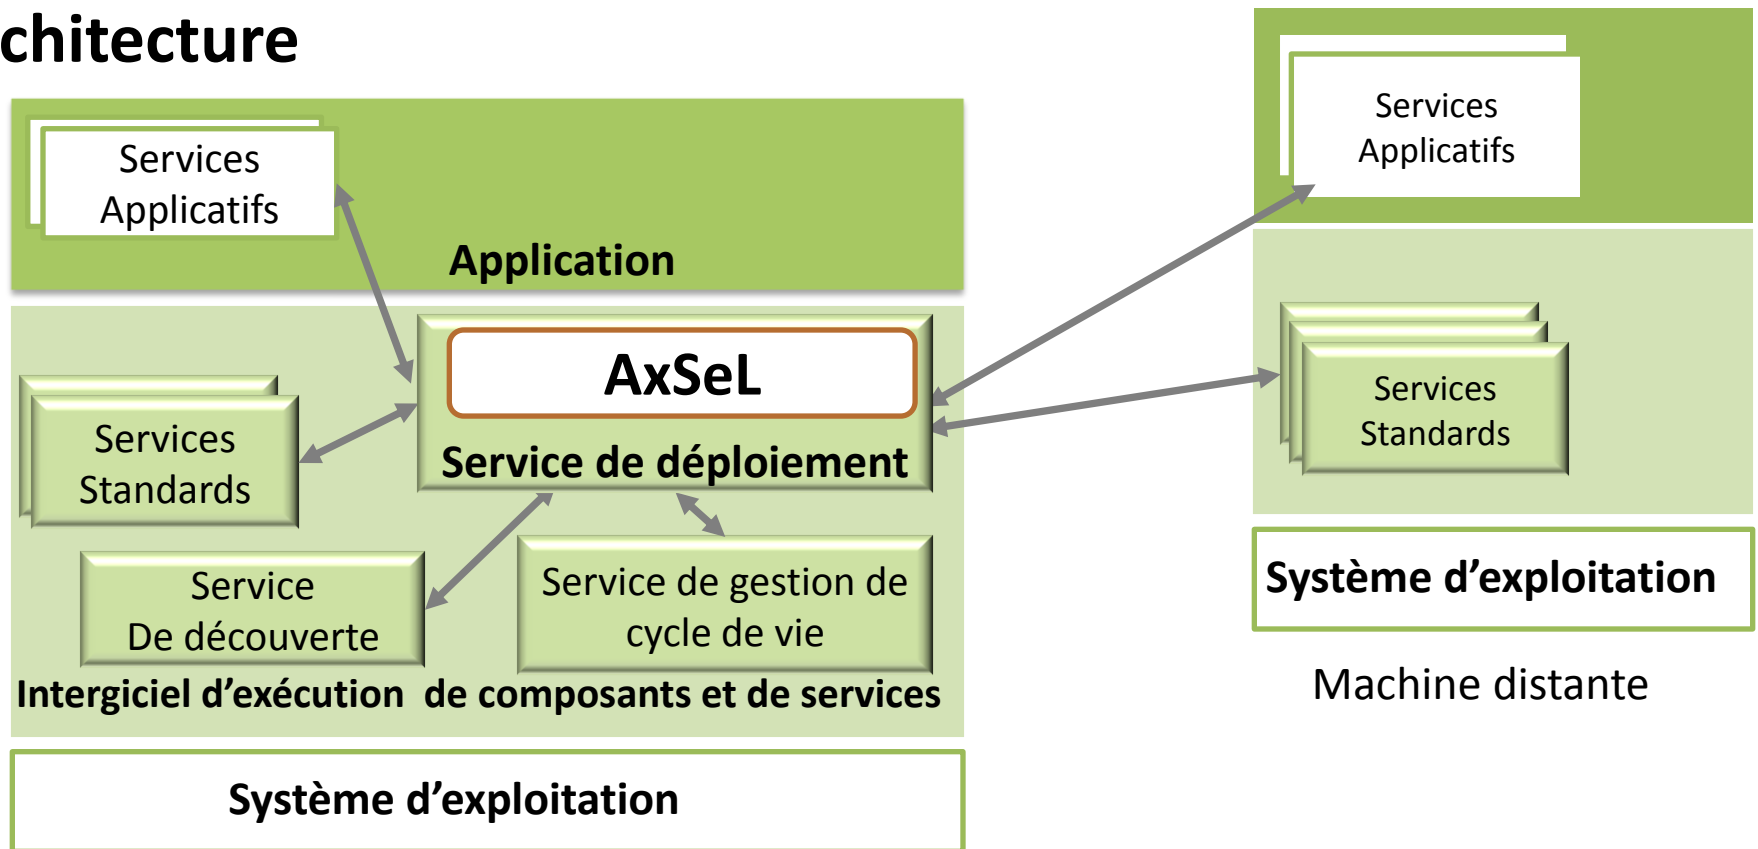 chitecture
Services
Applicatifs
Application
AxSeL
Service de déploiement
Services
Standards
Service
De découverte
Service de gestion de
cycle de vie
Intergiciel d’exécution de composants et de services
Système d’exploitation
Services
Applicatifs
Services
Standards
Système d’exploitation
Machine distante